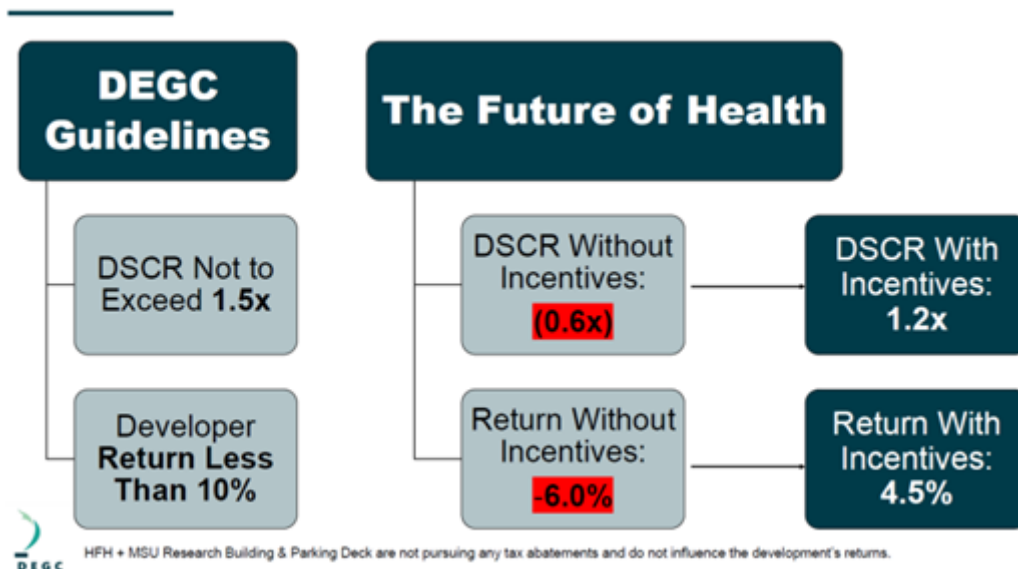 DEGC
Guidelines
DSCR Not to
Exceed 1.5x
Developer
Return Less
Than 10%
The Future of Health
DSCR Without
Incentives:
(0.6x)
DSCR With
Incentives:
1.2x
Return Without
Incentives:
-6.0%
Return With
Incentives:
4.5%
DEGC
HFH + MSU Research Building & Parking Deck are not pursuing any tax abatements and do not influence the development's returns.